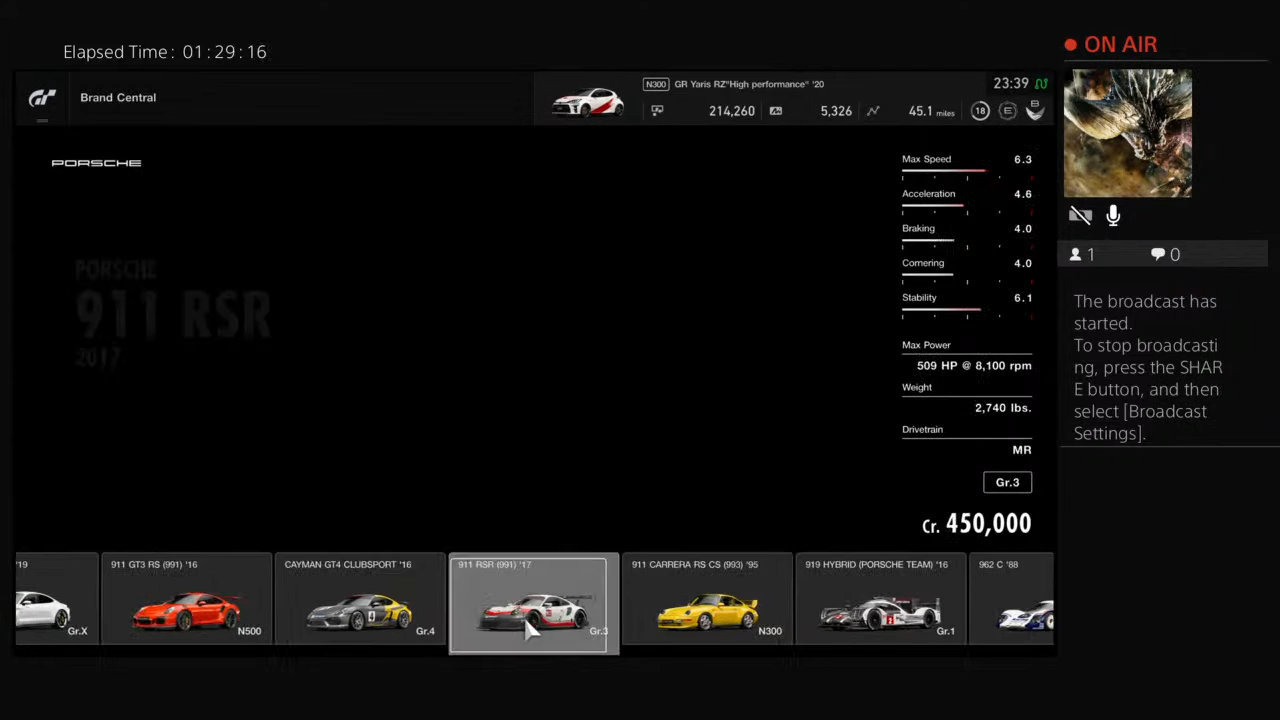 Elapsed Time: 01:29:16
ON AIR
Brand Central
N300 GR Yaris RZ"High performance" '20
23:39
214,260
5,326
45.1 miles
18
E
B
PORSCHE
PORSCHE
911 RSR
2017
Max Speed 6.3
Acceleration 4.6
Braking 4.0
Cornering 4.0
Stability 6.1
Max Power
509 HP @ 8,100 rpm
Weight
2,740 lbs.
Drivetrain
MR
Gr.3
Cr. 450,000
1
0
The broadcast has
started.
To stop broadcasti
ng, press the SHAR
E button, and then
select [Broadcast
Settings].
'19
Gr.X
911 GT3 RS (991) '16
N500
CAYMAN GT4 CLUBSPORT '16
4
Gr.4
911 RSR (991) '17
Gr.3
911 CARRERA RS CS (993) '95
N300
919 HYBRID (PORSCHE TEAM) '16
2
Gr.1
962 C '88